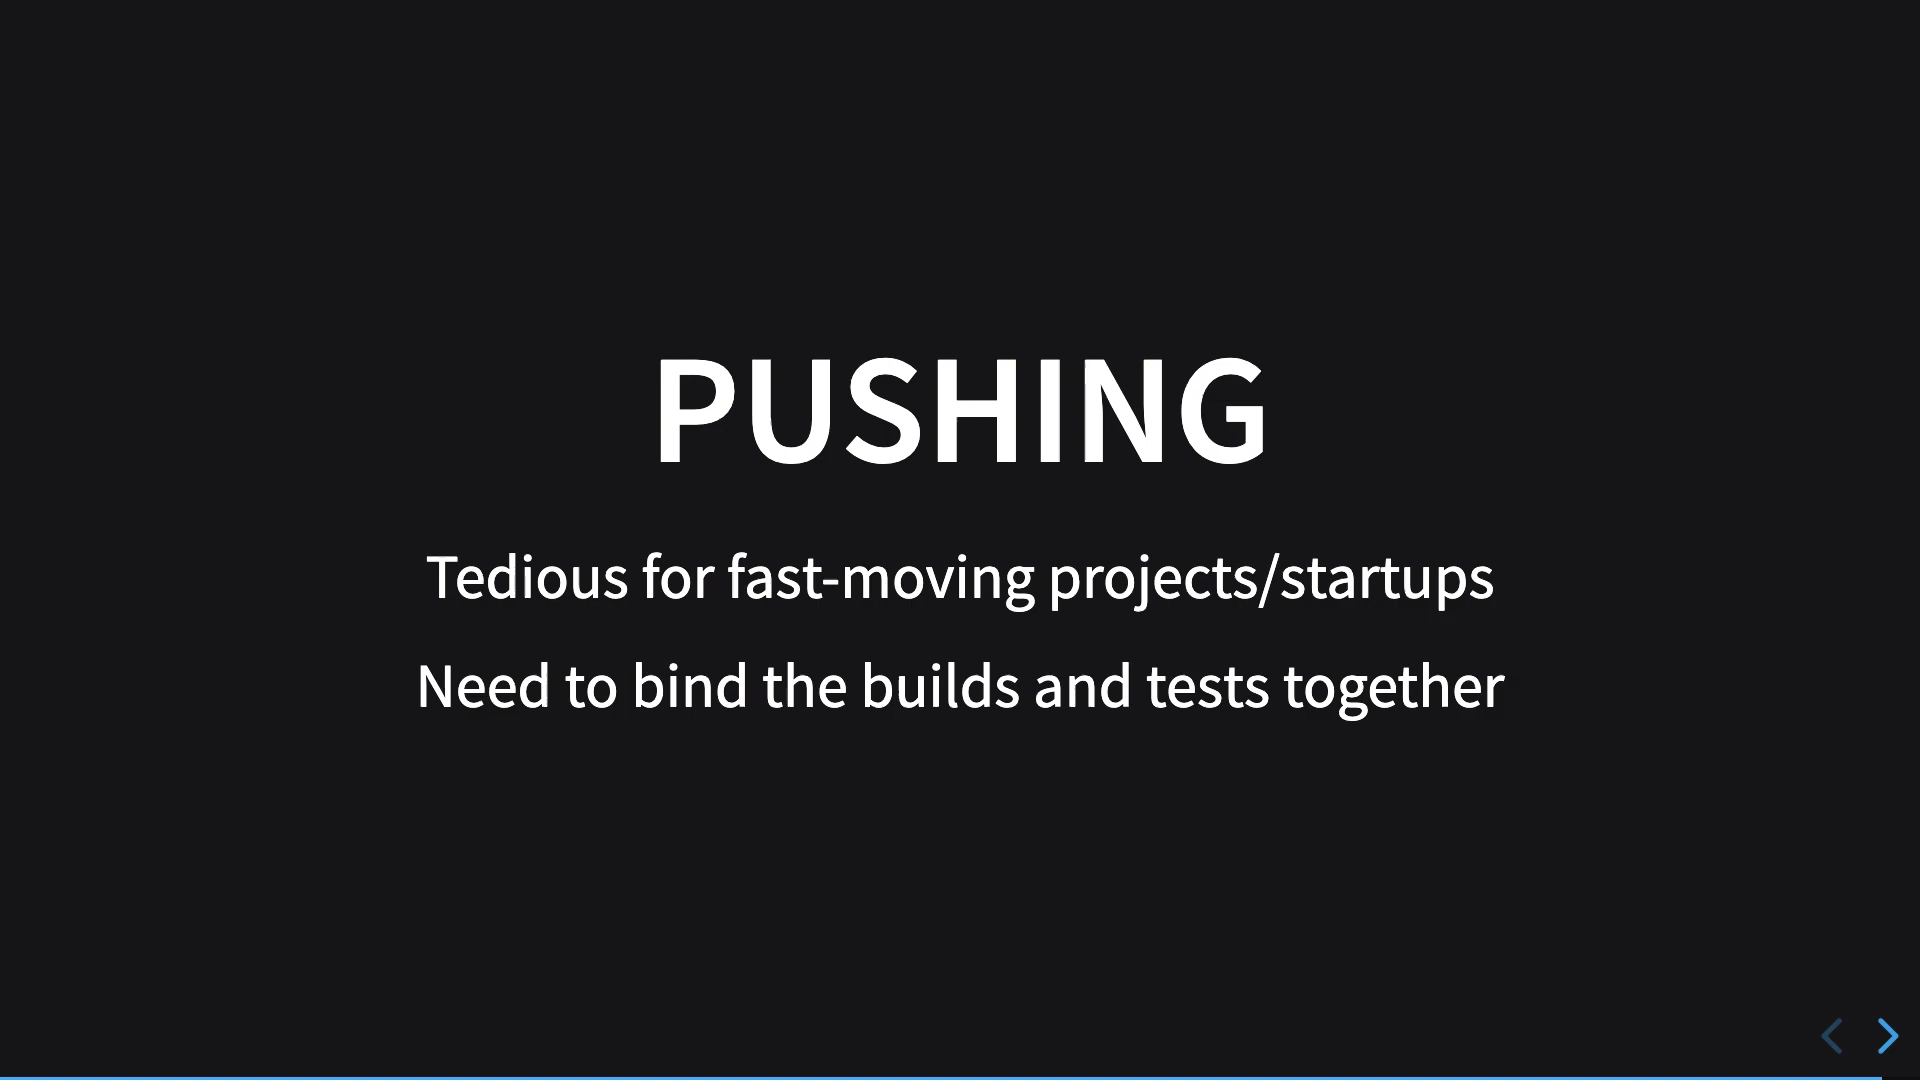 PUSHING
Tedious for fast-moving projects/startups
Need to bind the builds and tests together